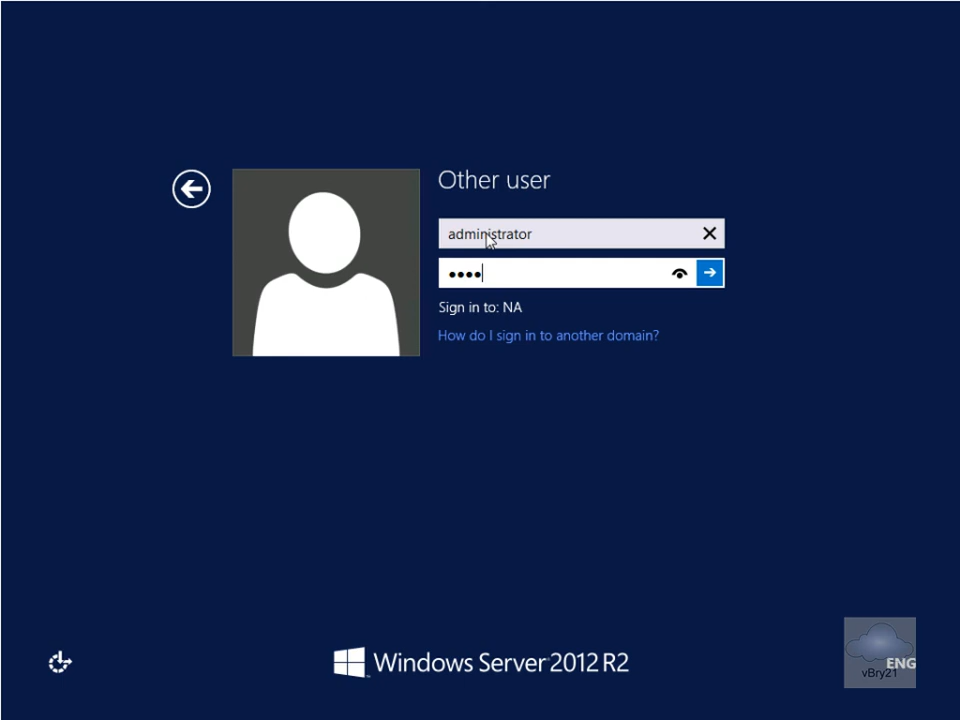 Other user
administrator
••••
Sign in to: NA
How do I sign in to another domain?
Windows Server 2012 R2
ENG
vBry21